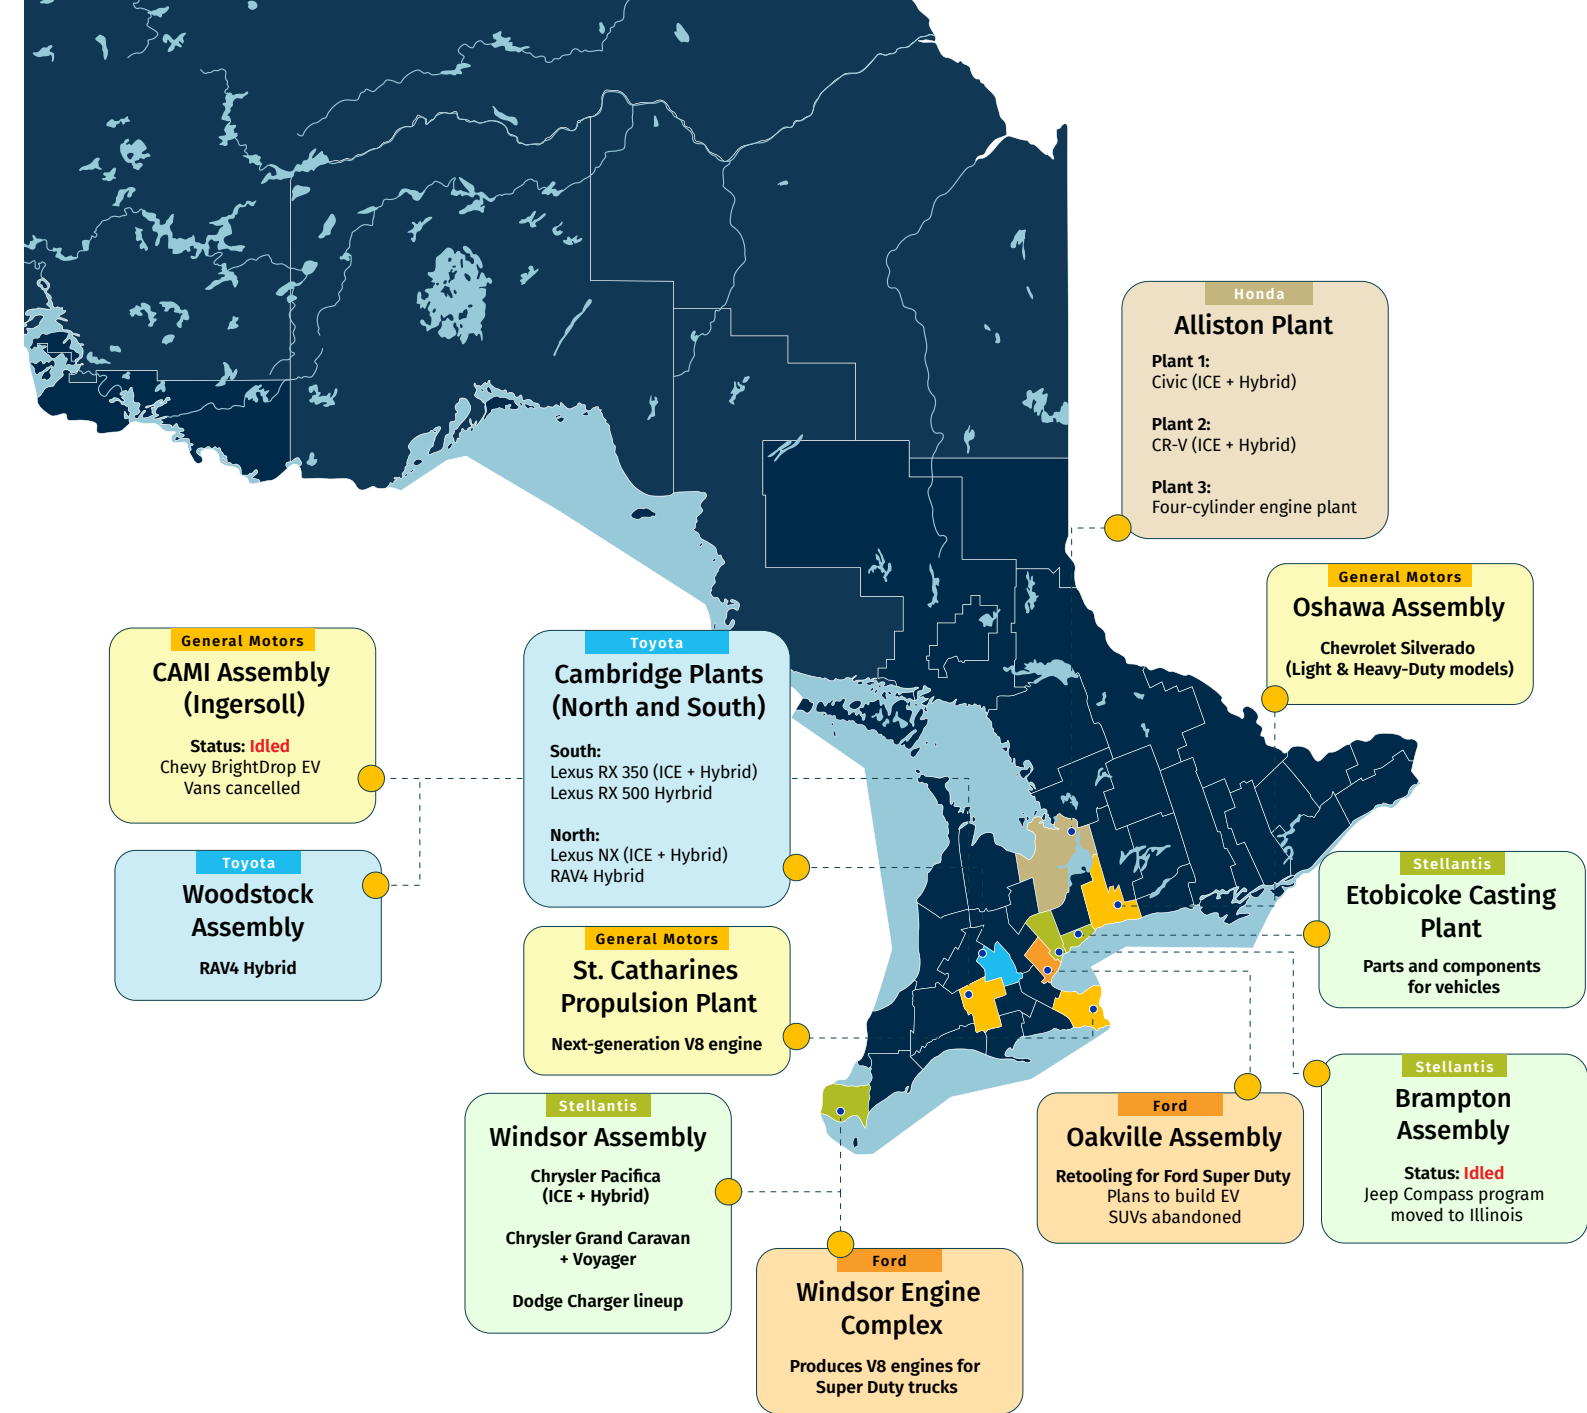 Honda
Alliston Plant
Plant 1:
Civic (ICE + Hybrid)
Plant 2:
CR-V (ICE + Hybrid)
Plant 3:
Four-cylinder engine plant
General Motors
Oshawa Assembly
Chevrolet Silverado
(Light & Heavy-Duty models)
General Motors
CAMI Assembly
(Ingersoll)
Status: Idled
Chevy BrightDrop EV
Vans cancelled
Toyota
Cambridge Plants
(North and South)
South:
Lexus RX 350 (ICE + Hybrid)
Lexus RX 500 Hyrbrid
North:
Lexus NX (ICE + Hybrid)
RAV4 Hybrid
Toyota
Woodstock
Assembly
RAV4 Hybrid
Stellantis
Etobicoke Casting
Plant
Parts and components
for vehicles
General Motors
St. Catharines
Propulsion Plant
Next-generation V8 engine
Stellantis
Brampton
Assembly
Status: Idled
Jeep Compass program
moved to Illinois
Stellantis
Windsor Assembly
Chrysler Pacifica
(ICE + Hybrid)
Chrysler Grand Caravan
+ Voyager
Dodge Charger lineup
Ford
Oakville Assembly
Retooling for Ford Super Duty
Plans to build EV
SUVs abandoned
Ford
Windsor Engine
Complex
Produces V8 engines for
Super Duty trucks